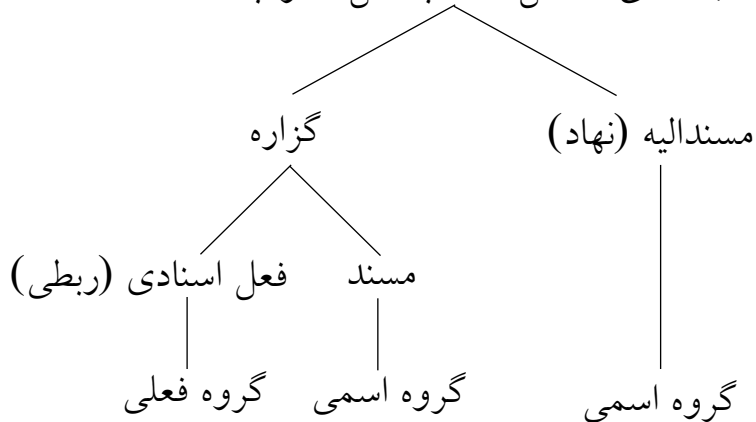 مسندالیه (نهاد) گزاره
مسند فعل اسنادی (ربطی)
گروه اسمی گروه اسمی گروه فعلی